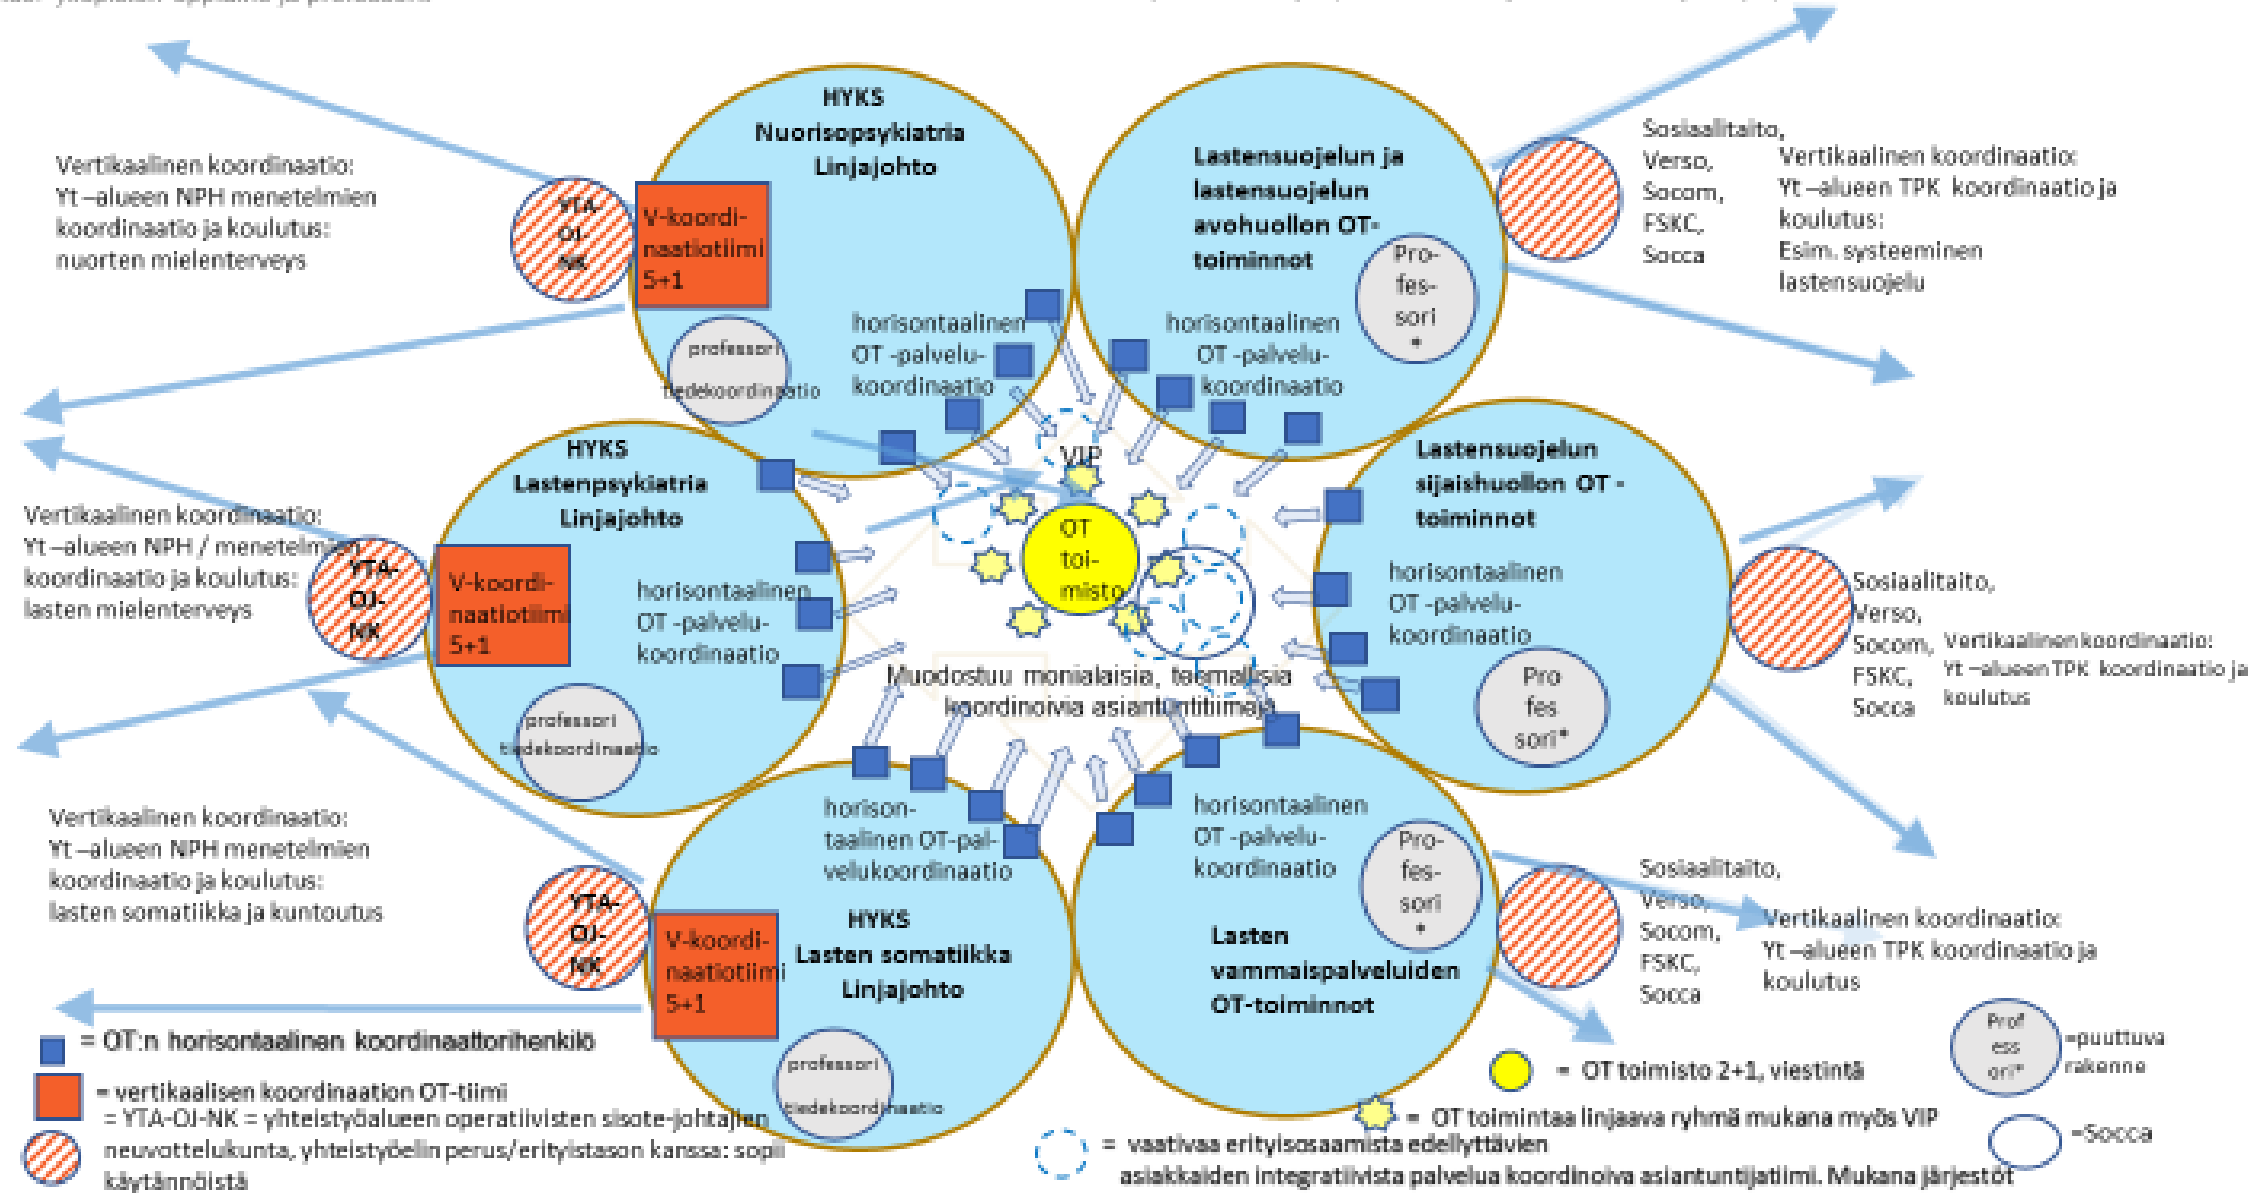 HYKS
Nuorisopsykiatria
Linjajohto
Vertikaalinen koordinaatio:
Yt –alueen NPH menetelmien
koordinaatio ja koulutus:
nuorten mielenterveys
YTA-
OJ-
NK
V-koordi-
naatiotiimi
5+1
professori
tiedekoordinaatio
horisontaalinen
OT -palvelu-
koordinaatio
Lastensuojelun ja
lastensuojelun
avohuollon OT-
toiminnot
Pro-
fes-
sori
*
horisontaalinen
OT -palvelu-
koordinaatio
Sosiaalitaito,
Verso,
Socom,
FSKC,
Socca
Vertikaalinen koordinaatio:
Yt –alueen TPK koordinaatio ja
koulutus:
Esim. systeeminen
lastensuojelu
HYKS
Lastenpsykiatria
Linjajohto
Vertikaalinen koordinaatio:
Yt –alueen NPH / menetelmien
koordinaatio ja koulutus:
lasten mielenterveys
YTA-
OJ-
NK
V-koordi-
naatiotiimi
5+1
horisontaalinen
OT -palvelu-
koordinaatio
professori
tiedekoordinaatio
VIP
OT
toi-
misto
Muodostuu monialaisia, teemallisia
koordinoivia asiantuntitiimejä
Lastensuojelun
sijaishuollon OT -
toiminnot
horisontaalinen
OT -palvelu-
koordinaatio
Pro
fes
sori*
Sosiaalitaito,
Verso,
Socom,
FSKC,
Socca
Vertikaalinen koordinaatio:
Yt –alueen TPK koordinaatio ja
koulutus
Vertikaalinen koordinaatio:
Yt –alueen NPH menetelmien
koordinaatio ja koulutus:
lasten somatiikka ja kuntoutus
YTA-
OJ-
NK
V-koordi-
naatiotiimi
5+1
horison-
taalinen OT-pal-
velukoordinaatio
HYKS
Lasten somatiikka
Linjajohto
professori
tiedekoordinaatio
horisontaalinen
OT -palvelu-
koordinaatio
Pro-
fes-
sori
*
Lasten
vammaispalveluiden
OT-toiminnot
Sosiaalitaito,
Verso,
Socom,
FSKC,
Socca
Vertikaalinen koordinaatio:
Yt –alueen TPK koordinaatio ja
koulutus
= OT:n horisontaalinen koordinaattorihenkilö
= vertikaalisen koordinaation OT-tiimi
= YTA-OJ-NK = yhteistyöalueen operatiivisten sisote-johtajien
neuvottelukunta, yhteistyöelin perus/erityistason kanssa: sopii
käytännöistä
= OT toimisto 2+1, viestintä
= OT toimintaa linjaava ryhmä mukana myös VIP
= vaativaa erityisosaamista edellyttävien
asiakkaiden integratiivista palvelua koordinoiva asiantuntijatiimi. Mukana järjestöt
Prof
ess
ori*
=puuttuva
rakenne
=Socca